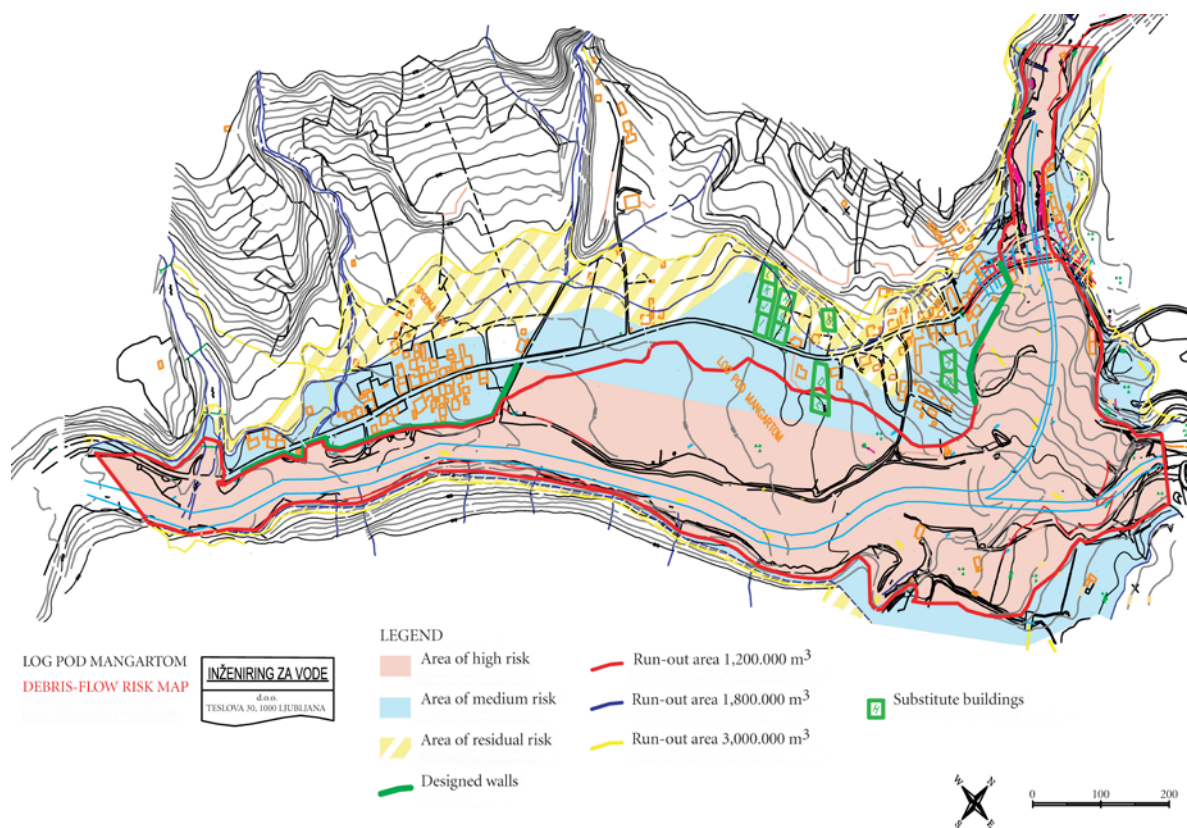 LOG POD MANGARTOM
LOG POD MANGARTOM
DEBRIS-FLOW RISK MAP
INŽENIRING ZA VODE
d.o.o.
TESLOVA 30, 1000 LJUBLJANA
LEGEND
Area of high risk
Area of medium risk
Area of residual risk
Designed walls
Run-out area 1,200.000 m³
Run-out area 1,800.000 m³
Run-out area 3,000.000 m³
Substitute buildings
W N
S E
0 100 200